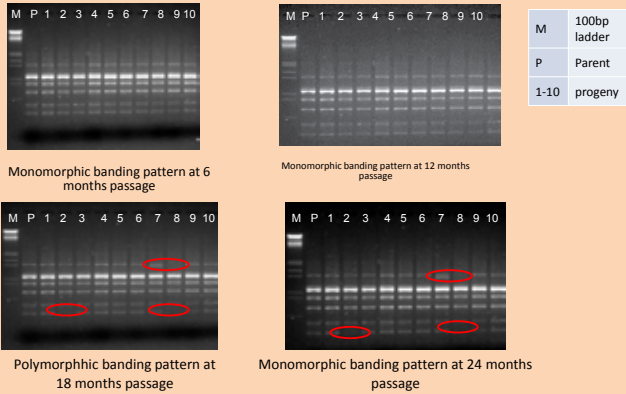 M P 1 2 3 4 5 6 7 8 9 10
M P 1 2 3 4 5 6 7 8 9 10
M 100bp
ladder
P Parent
1-10 progeny
Monomorphic banding pattern at 6
months passage
Monomorphic banding pattern at 12 months
passage
M P 1 2 3 4 5 6 7 8 9 10
M P 1 2 3 4 5 6 7 8 9 10
Polymorphhic banding pattern at
18 months passage
Monomorphic banding pattern at 24 months
passage